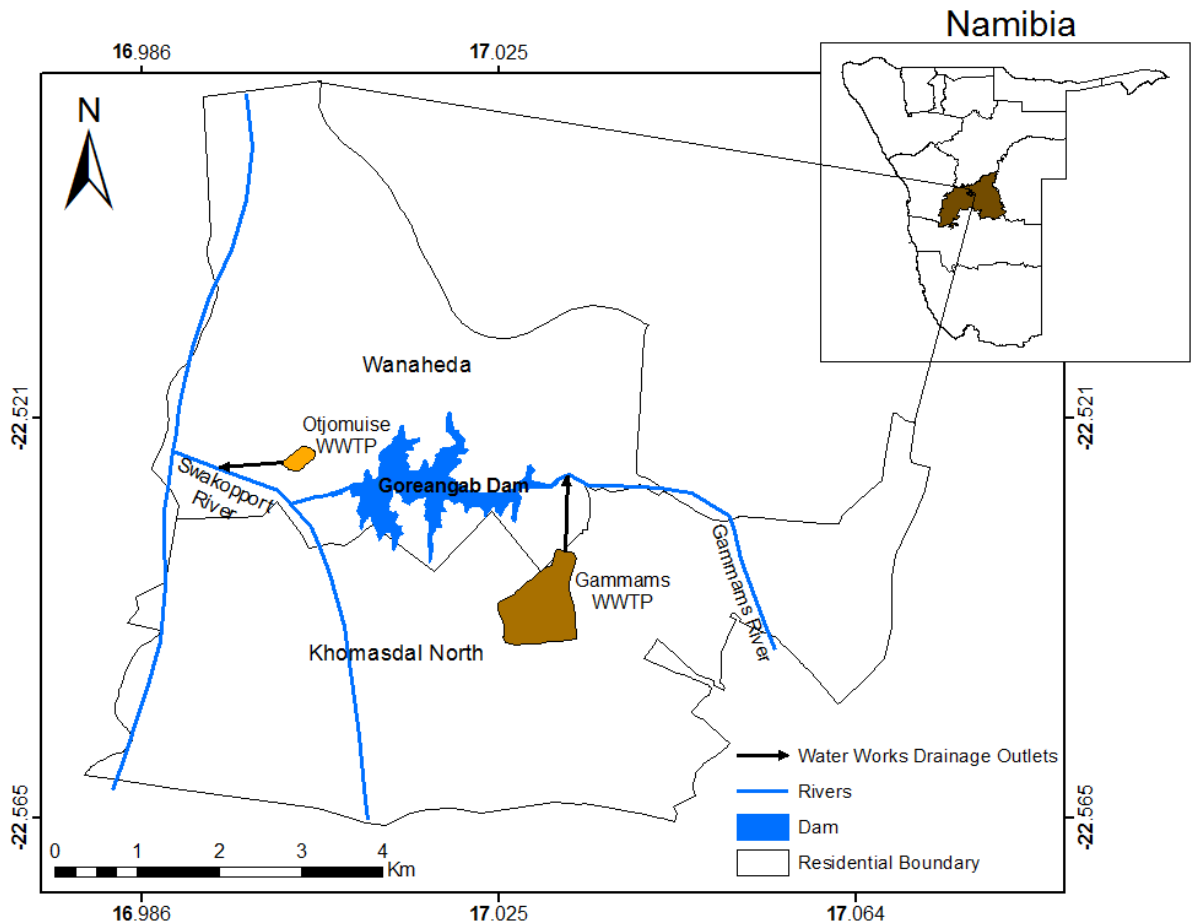 Namibia
16.986
17.025
N
-22.521
-22.521
Wanaheda
Otjomuise
WWTP
Swakopport
River
Goreangab Dam
Gammams
WWTP
Gammams River
Khomasdal North
Water Works Drainage Outlets
Rivers
Dam
Residential Boundary
-22.565
-22.565
0 1 2 3 4
Km
16.986
17.025
17.064